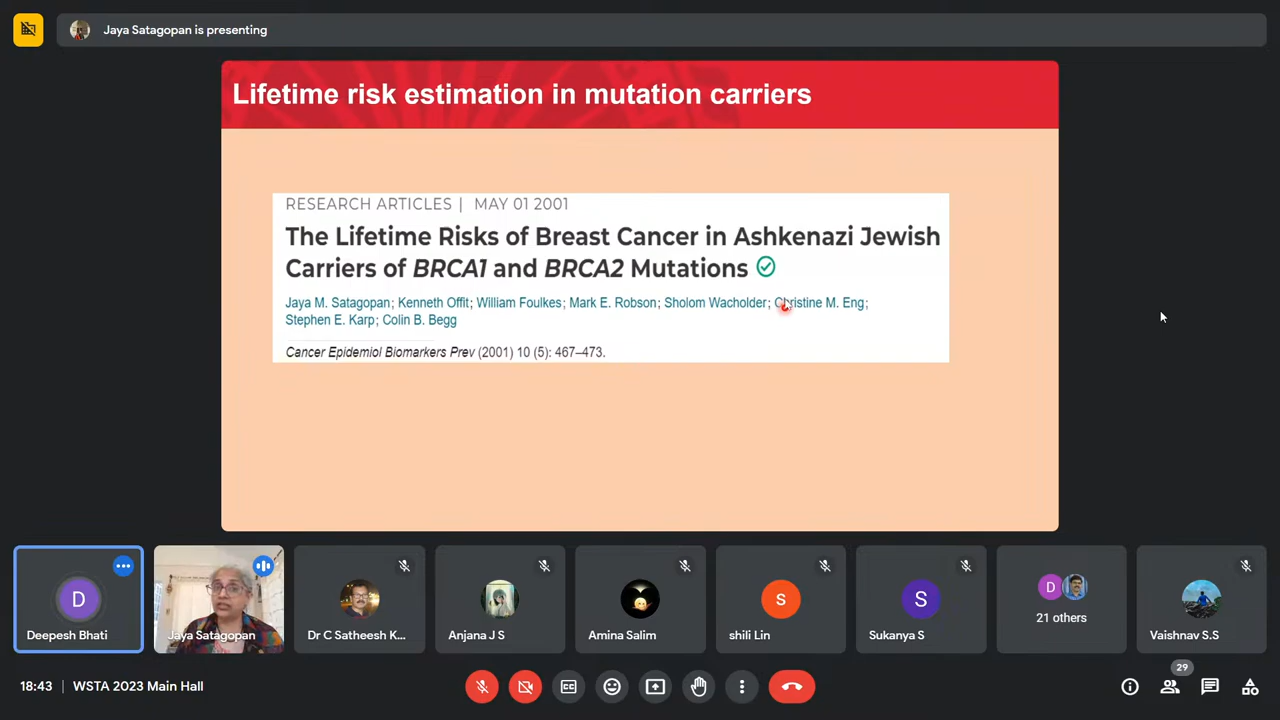 Jaya Satagopan is presenting
Lifetime risk estimation in mutation carriers
RESEARCH ARTICLES | MAY 01 2001
The Lifetime Risks of Breast Cancer in Ashkenazi Jewish
Carriers of BRCA1 and BRCA2 Mutations
Jaya M. Satagopan; Kenneth Offit; William Foulkes; Mark E. Robson; Sholom Wacholder; Christine M. Eng;
Stephen E. Karp; Colin B. Begg
Cancer Epidemiol Biomarkers Prev (2001) 10 (5): 467–473.
D
S
S
D
Deepesh Bhati
Jaya Satagopan
Dr C Satheesh K...
Anjana J S
Amina Salim
shili Lin
Sukanya S
21 others
Vaishnav S.S
18:43 | WSTA 2023 Main Hall
29